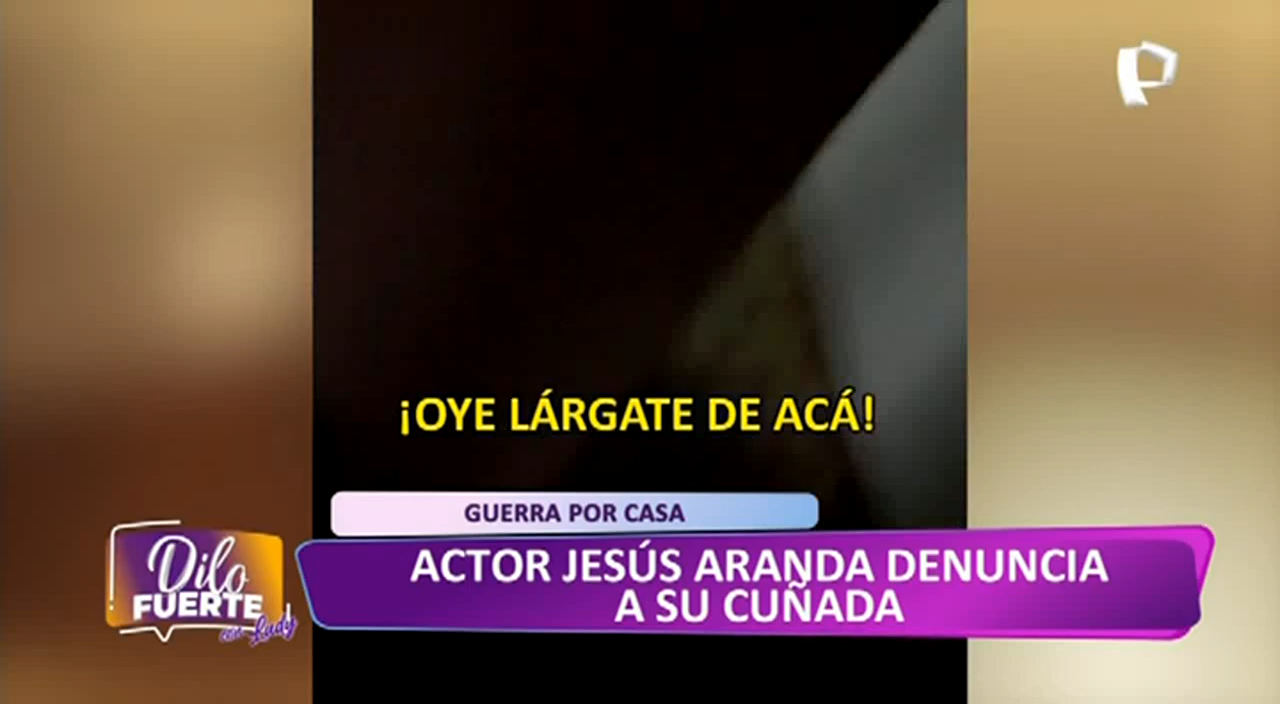 ¡OYE LÁRGATE DE ACÁ!
GUERRA POR CASA
ACTOR JESÚS ARANDA DENUNCIA
A SU CUÑADA
Dilo
FUERTE
con Lady